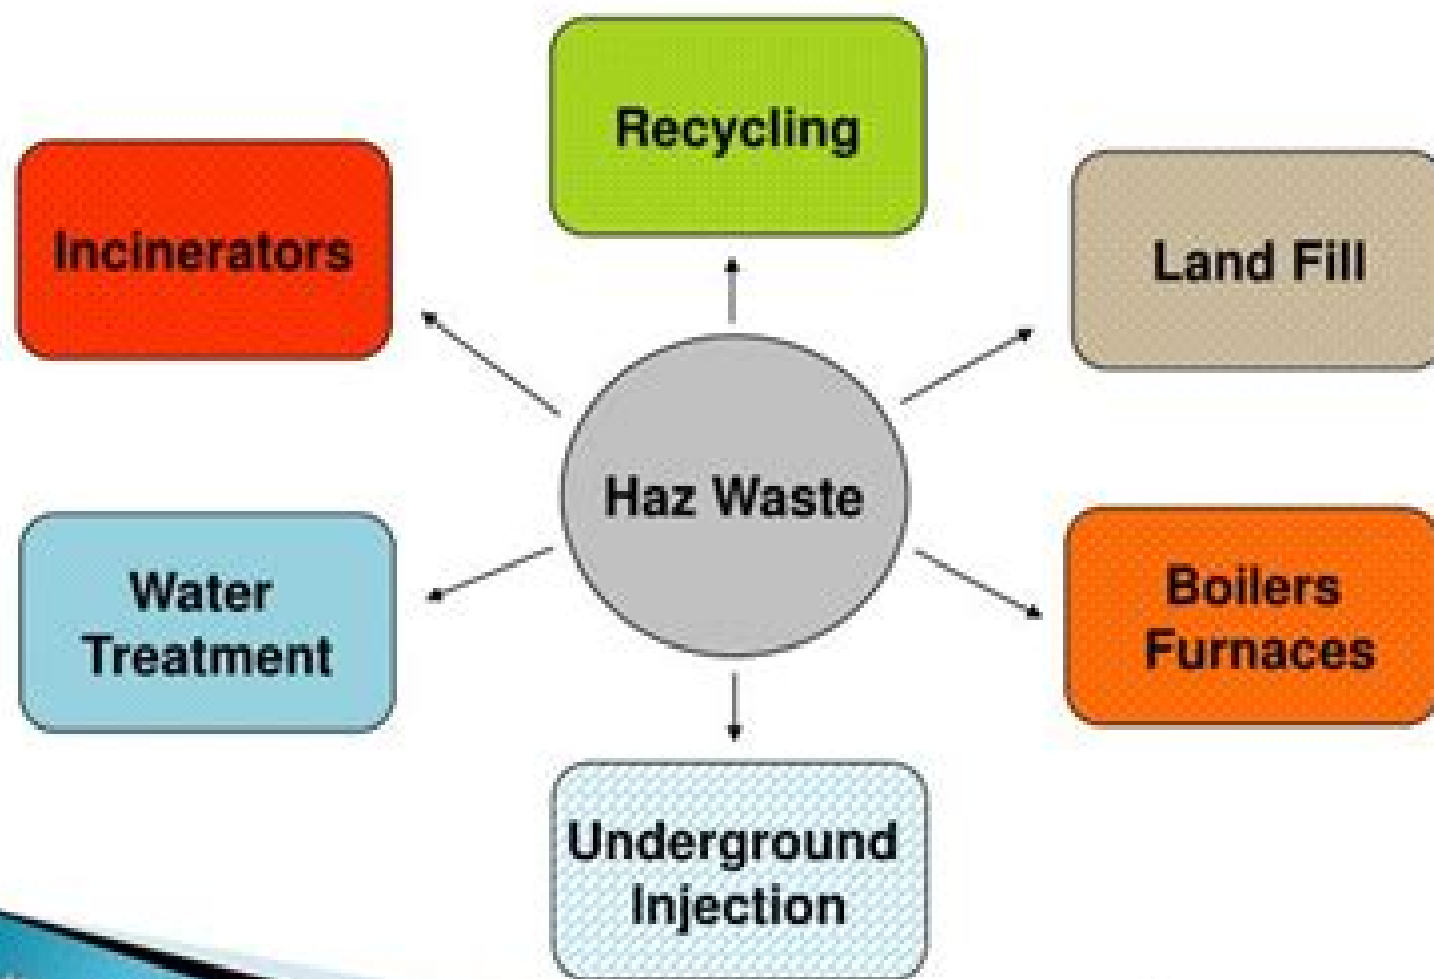 Recycling
Incinerators
Land Fill
Haz Waste
Water
Treatment
Boilers
Furnaces
Underground
Injection